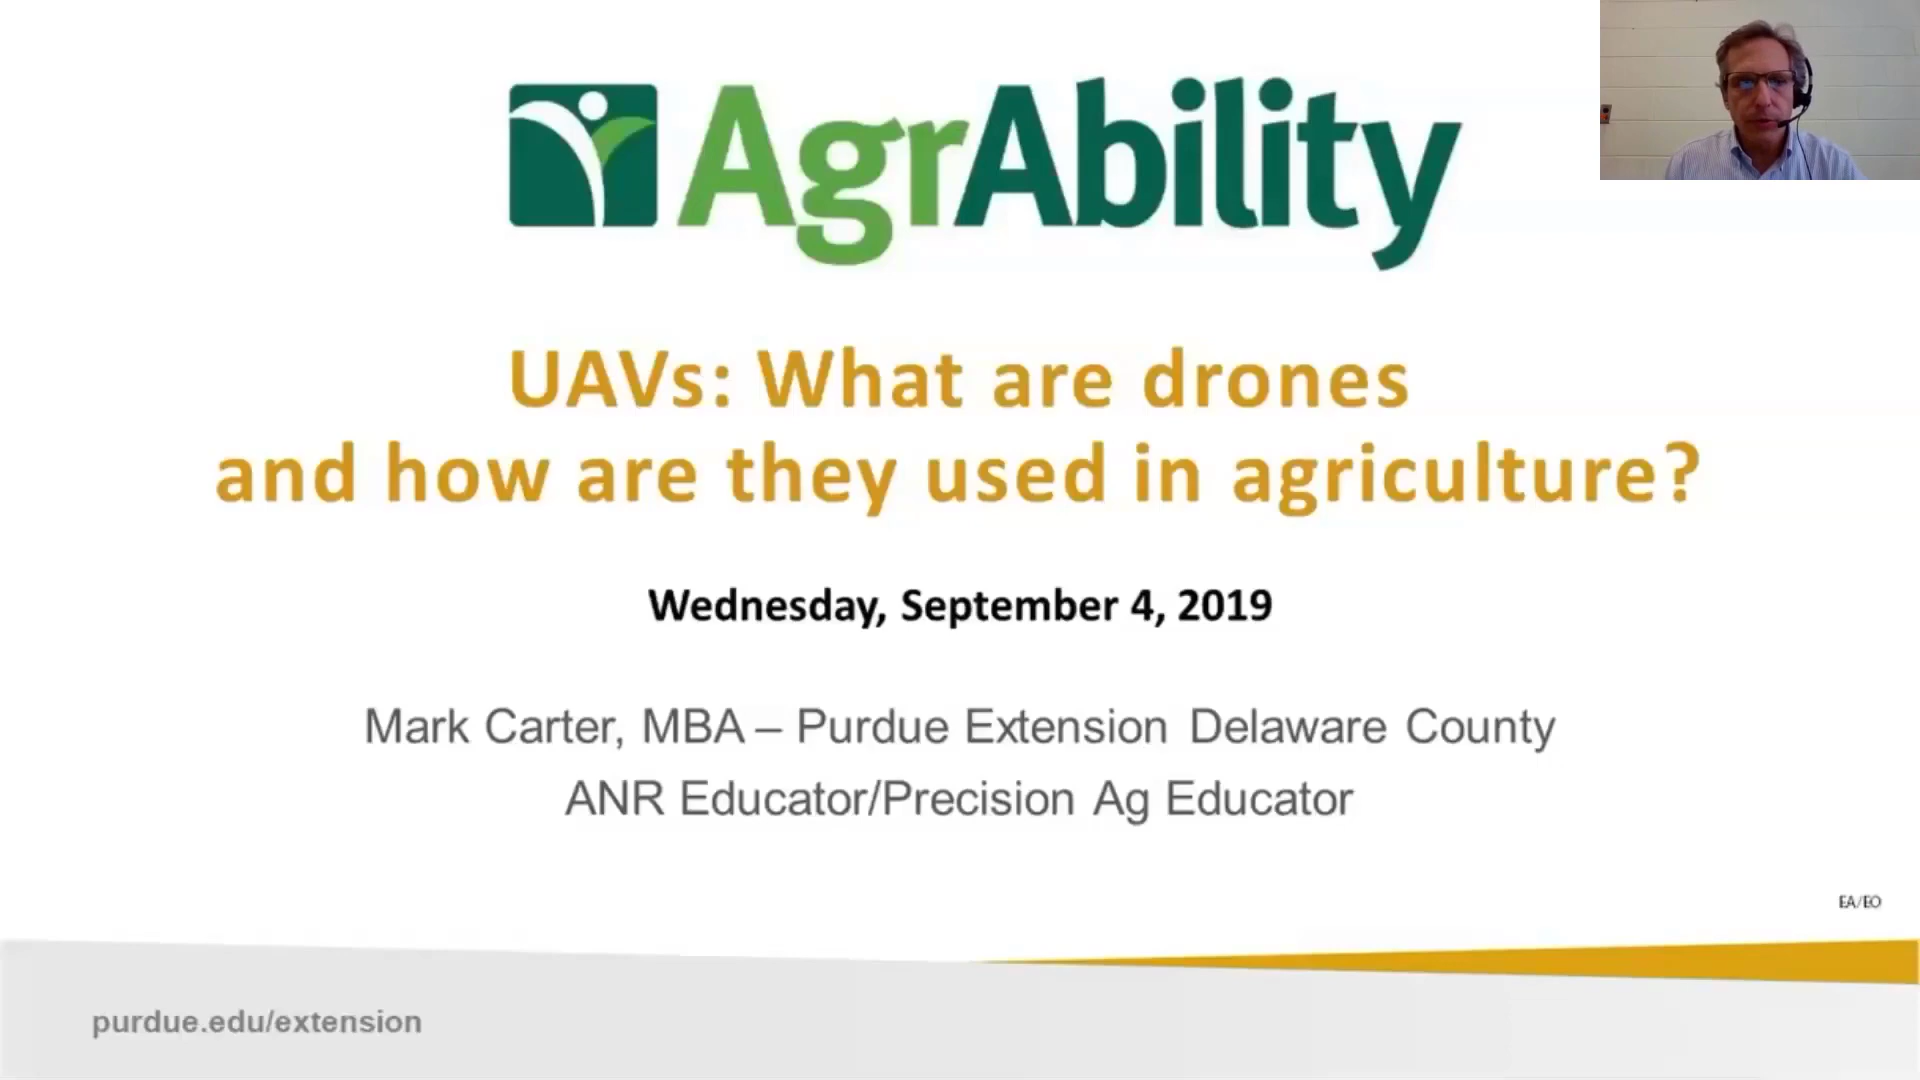 AgrAbility
UAVs: What are drones
and how are they used in agriculture?
Wednesday, September 4, 2019
Mark Carter, MBA – Purdue Extension Delaware County
ANR Educator/Precision Ag Educator
EA/EO
purdue.edu/extension